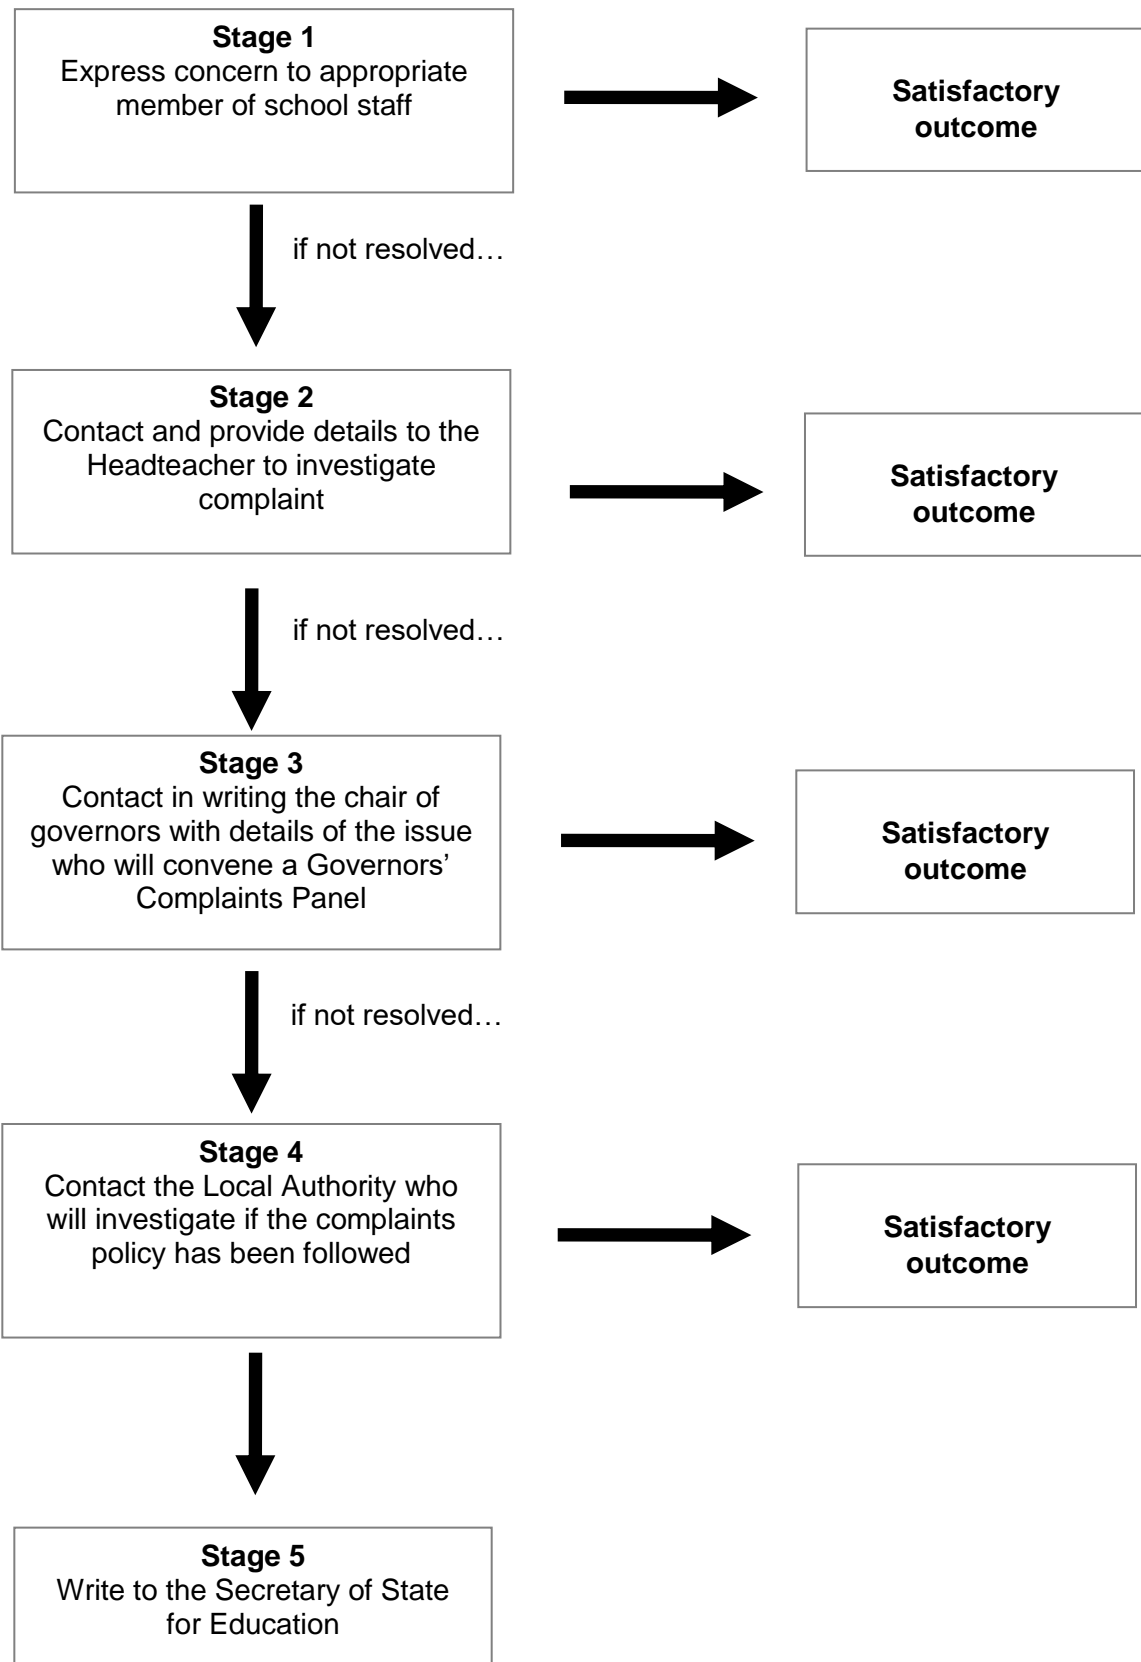 Stage 1
Express concern to appropriate
member of school staff
Satisfactory
outcome
if not resolved…
Stage 2
Contact and provide details to the
Headteacher to investigate
complaint
Satisfactory
outcome
if not resolved…
Stage 3
Contact in writing the chair of
governors with details of the issue
who will convene a Governors’
Complaints Panel
Satisfactory
outcome
if not resolved…
Stage 4
Contact the Local Authority who
will investigate if the complaints
policy has been followed
Satisfactory
outcome
Stage 5
Write to the Secretary of State
for Education